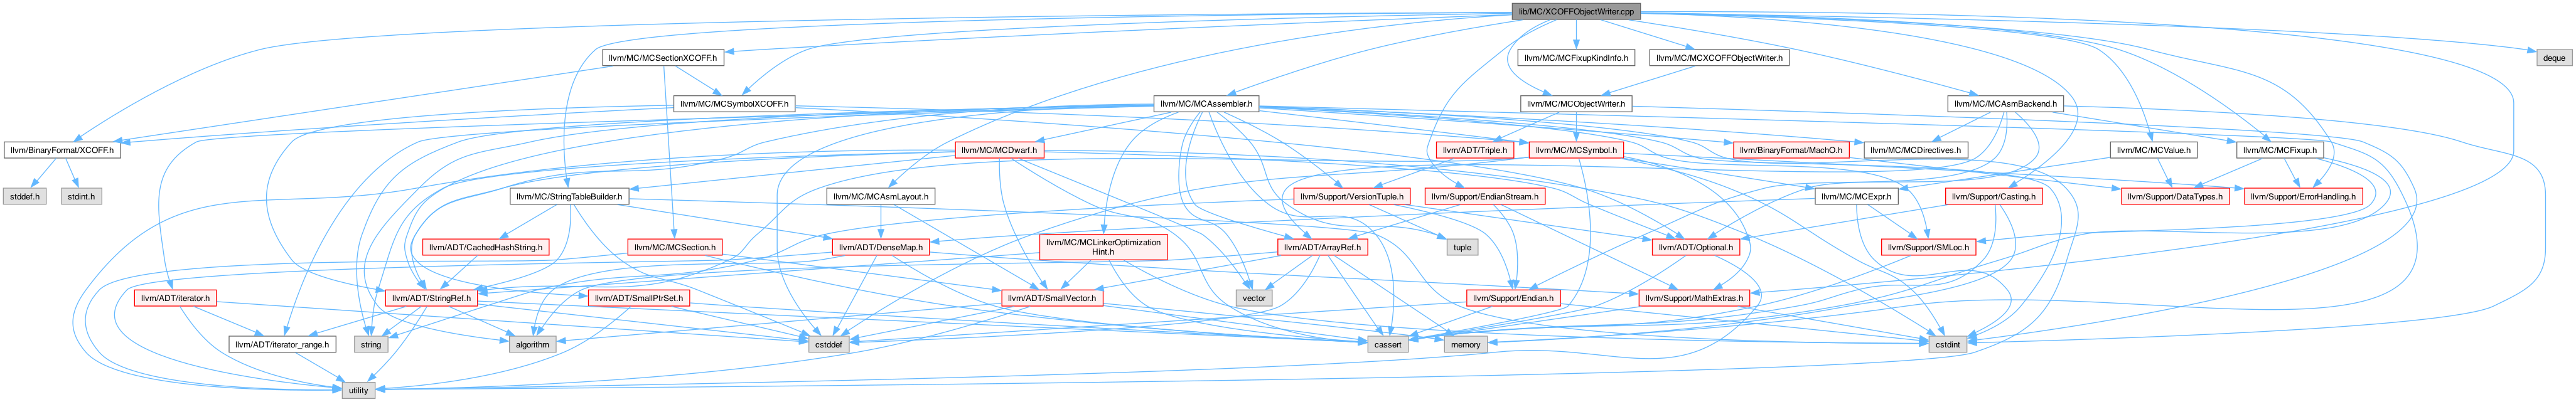 lib/MC/XCOFFObjectWriter.cpp
llvm/MC/MCSectionXCOFF.h
llvm/MC/MCFixupKindInfo.h
llvm/MC/MCXCOFFObjectWriter.h
deque
llvm/MC/MCSymbolXCOFF.h
llvm/MC/MCAssembler.h
llvm/MC/MCObjectWriter.h
llvm/MC/MCAsmBackend.h
llvm/BinaryFormat/XCOFF.h
llvm/MC/MCDwarf.h
llvm/ADT/Triple.h
llvm/MC/MCSymbol.h
llvm/BinaryFormat/MachO.h
llvm/MC/MCDirectives.h
llvm/MC/MCValue.h
llvm/MC/MCFixup.h
stddef.h
stdint.h
llvm/MC/StringTableBuilder.h
llvm/MC/MCAsmLayout.h
llvm/Support/VersionTuple.h
llvm/Support/EndianStream.h
llvm/MC/MCExpr.h
llvm/Support/Casting.h
llvm/Support/DataTypes.h
llvm/Support/ErrorHandling.h
llvm/ADT/CachedHashString.h
llvm/MC/MCSection.h
llvm/ADT/DenseMap.h
llvm/MC/MCLinkerOptimization
Hint.h
llvm/ADT/ArrayRef.h
tuple
llvm/ADT/Optional.h
llvm/Support/SMLoc.h
llvm/ADT/iterator.h
llvm/ADT/StringRef.h
llvm/ADT/SmallPtrSet.h
llvm/ADT/SmallVector.h
vector
llvm/Support/Endian.h
llvm/Support/MathExtras.h
llvm/ADT/iterator_range.h
string
algorithm
cstddef
cassert
memory
cstdint
utility